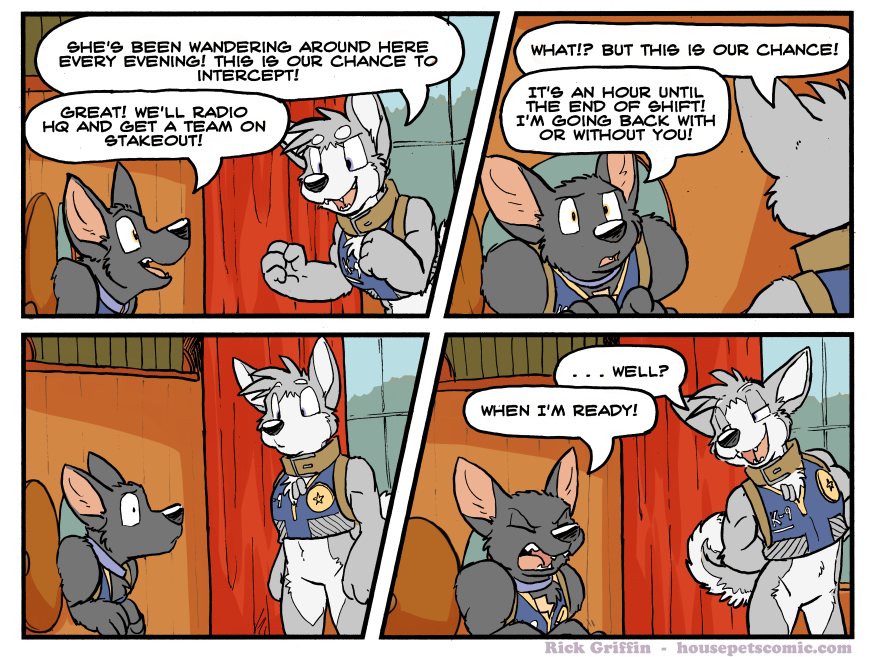 SHE'S BEEN WANDERING AROUND HERE
EVERY EVENING! THIS IS OUR CHANCE TO
INTERCEPT!
GREAT! WE'LL RADIO
HQ AND GET A TEAM ON
STAKEOUT!
WHAT!? BUT THIS IS OUR CHANCE!
IT'S AN HOUR UNTIL
THE END OF SHIFT!
I'M GOING BACK WITH
OR WITHOUT YOU!
. . . WELL?
WHEN I'M READY!
K-9
Rick Griffin - housepetscomic.com